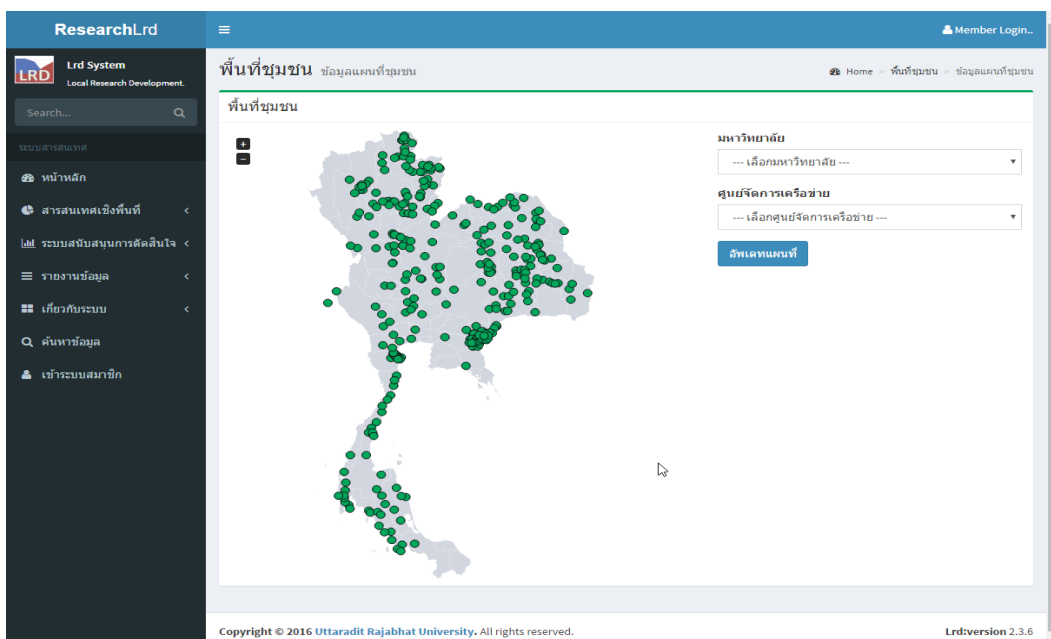 ResearchLrd
Member Login..
LRD
Lrd System
Local Research Development.
Search...
ระบบสารสนเทศ
หน้าหลัก
สารสนเทศเชิงพื้นที่
ระบบสนับสนุนการตัดสินใจ
รายงานข้อมูล
เกี่ยวกับระบบ
ค้นหาข้อมูล
เข้าระบบสมาชิก
พื้นที่ชุมชน ข้อมูลแผนที่ชุมชน
Home > พื้นที่ชุมชน > ข้อมูลแผนที่ชุมชน
พื้นที่ชุมชน
+
−
มหาวิทยาลัย
--- เลือกมหาวิทยาลัย ---
ศูนย์จัดการเครือข่าย
--- เลือกศูนย์จัดการเครือข่าย ---
อัพเดทแผนที่
Copyright © 2016 Uttaradit Rajabhat University. All rights reserved.
Lrd:version 2.3.6